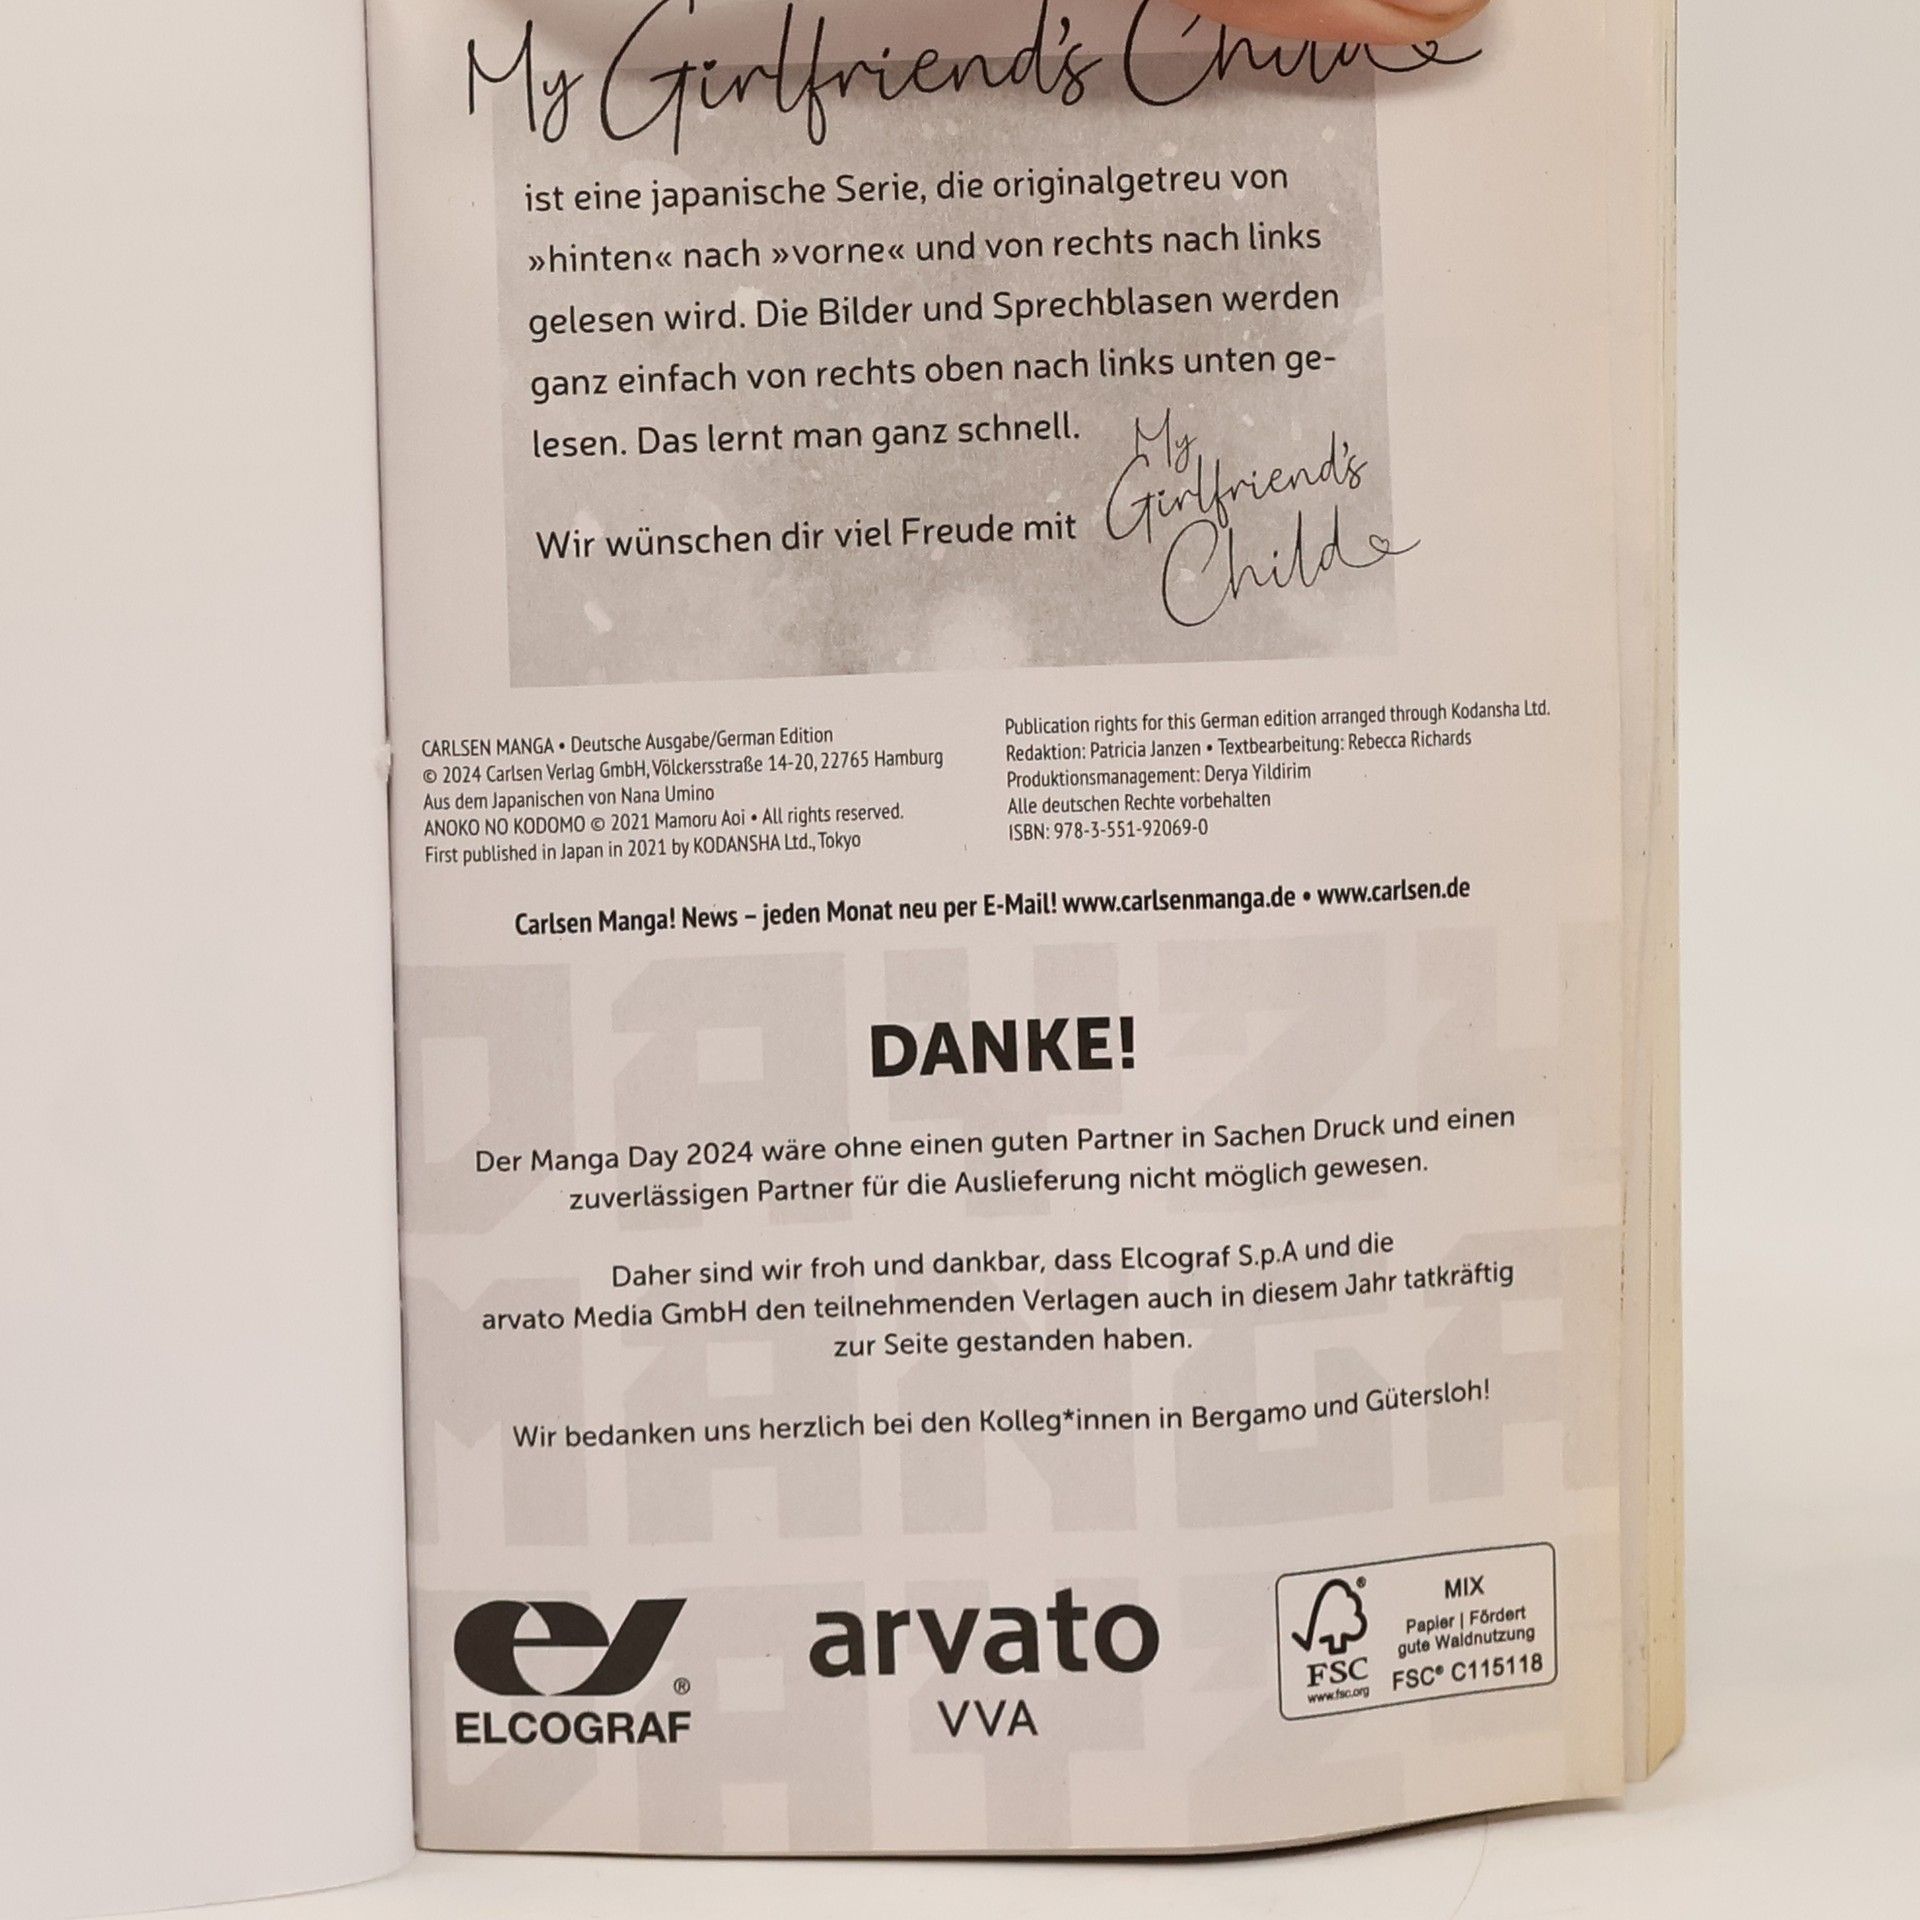 My Girlfriend's Child
ist eine japanische Serie, die originalgetreu von
»hinten« nach »vorne« und von rechts nach links
gelesen wird. Die Bilder und Sprechblasen werden
ganz einfach von rechts oben nach links unten ge-
lesen. Das lernt man ganz schnell.
Wir wünschen dir viel Freude mit
My
Girlfriend's
Child
CARLSEN MANGA • Deutsche Ausgabe/German Edition
© 2024 Carlsen Verlag GmbH, Völckersstraße 14-20, 22765 Hamburg
Aus dem Japanischen von Nana Umino
ANOKO NO KODOMO © 2021 Mamoru Aoi • All rights reserved.
First published in Japan in 2021 by KODANSHA Ltd., Tokyo
Publication rights for this German edition arranged through Kodansha Ltd.
Redaktion: Patricia Janzen • Textbearbeitung: Rebecca Richards
Produktionsmanagement: Derya Yildirim
Alle deutschen Rechte vorbehalten
ISBN: 978-3-551-92069-0
Carlsen Manga! News – jeden Monat neu per E-Mail! www.carlsenmanga.de • www.carlsen.de
DANKE!
Der Manga Day 2024 wäre ohne einen guten Partner in Sachen Druck und einen
zuverlässigen Partner für die Auslieferung nicht möglich gewesen.
Daher sind wir froh und dankbar, dass Elcograf S.p.A und die
arvato Media GmbH den teilnehmenden Verlagen auch in diesem Jahr tatkräftig
zur Seite gestanden haben.
Wir bedanken uns herzlich bei den Kolleg*innen in Bergamo und Gütersloh!
®
ELCOGRAF
arvato
VVA
®
FSC
www.fsc.org
MIX
Papier | Fördert
gute Waldnutzung
FSC® C115118